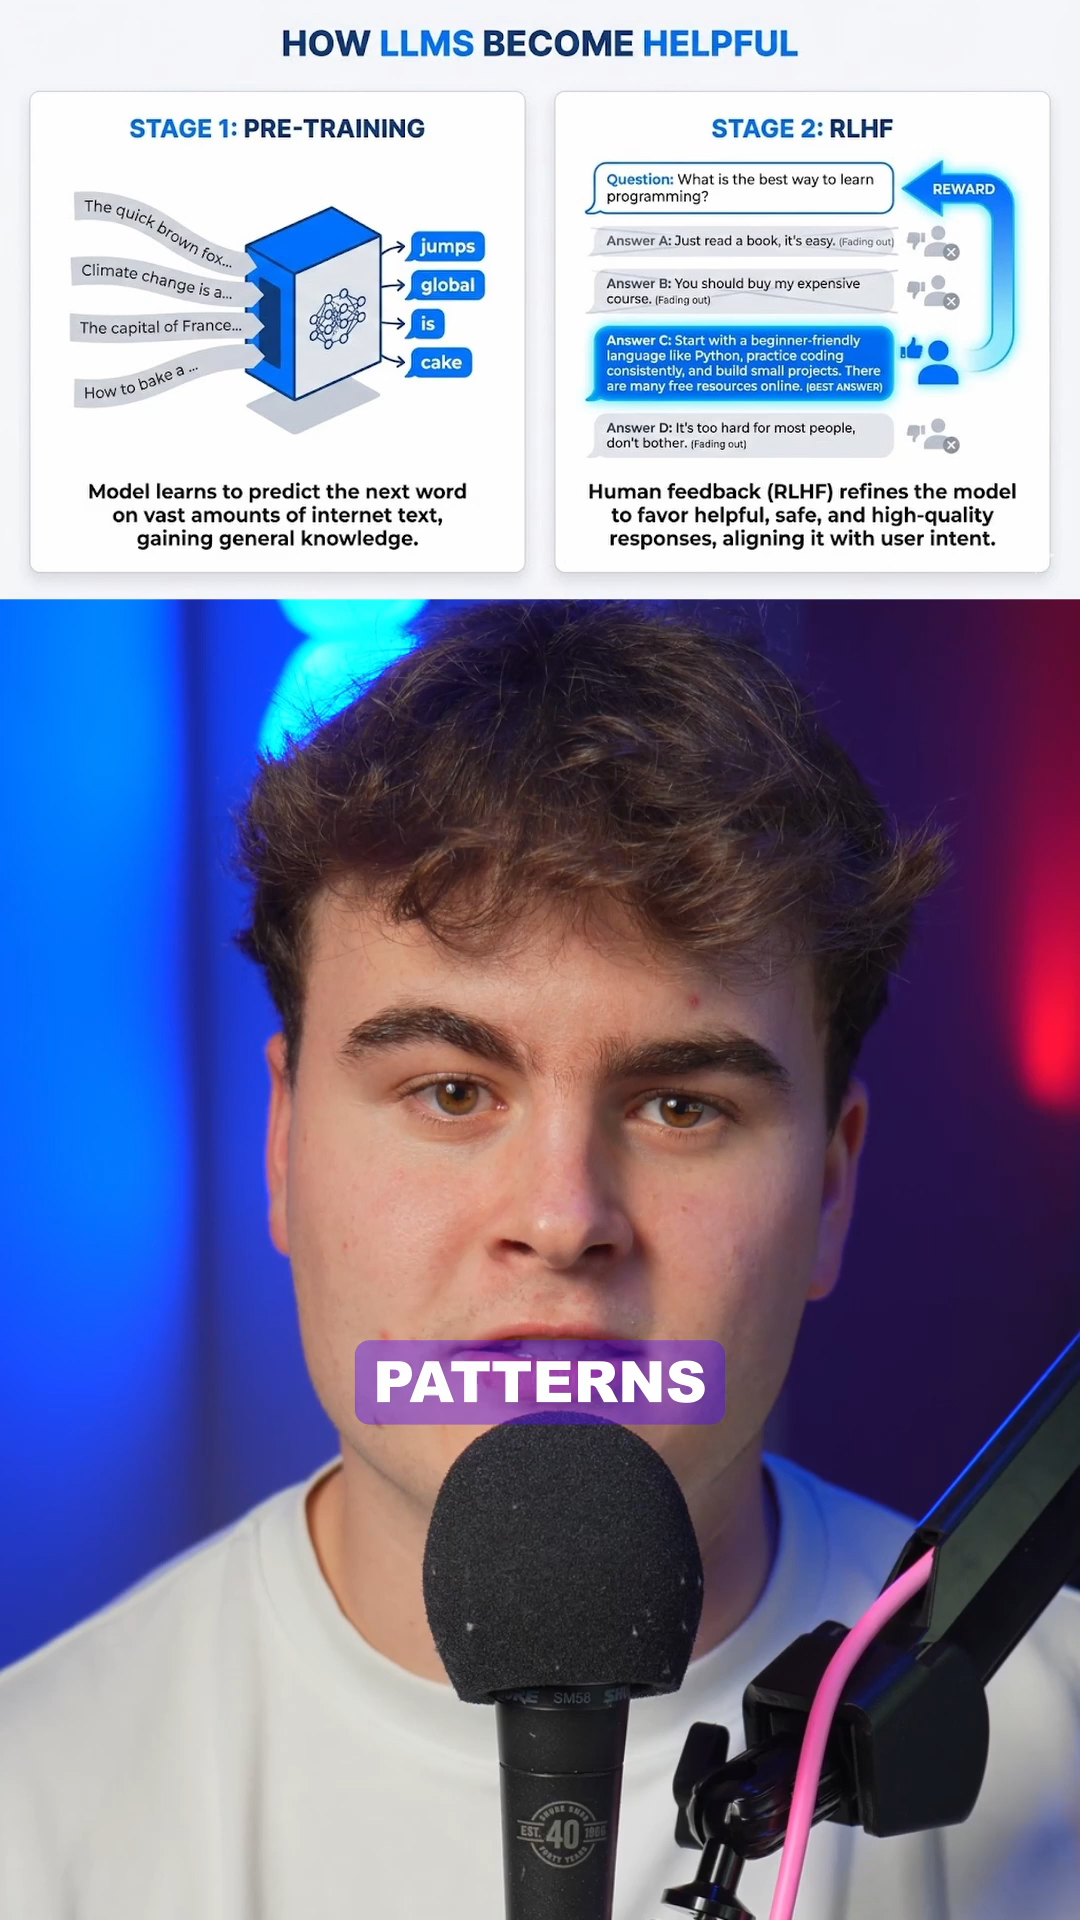 HOW LLMS BECOME HELPFUL
STAGE 1: PRE-TRAINING
The quick brown fox...
Climate change is a...
The capital of France...
How to bake a ...
jumps
global
is
cake
Model learns to predict the next word
on vast amounts of internet text,
gaining general knowledge.
STAGE 2: RLHF
Question: What is the best way to learn
programming?
REWARD
Answer A: Just read a book, it's easy. (Fading out)
Answer B: You should buy my expensive
course. (Fading out)
Answer C: Start with a beginner-friendly
language like Python, practice coding
consistently, and build small projects. There
are many free resources online. (BEST ANSWER)
Answer D: It's too hard for most people,
don't bother. (Fading out)
Human feedback (RLHF) refines the model
to favor helpful, safe, and high-quality
responses, aligning it with user intent.
PATTERNS
SM58
EST. 40
FORTY YEARS